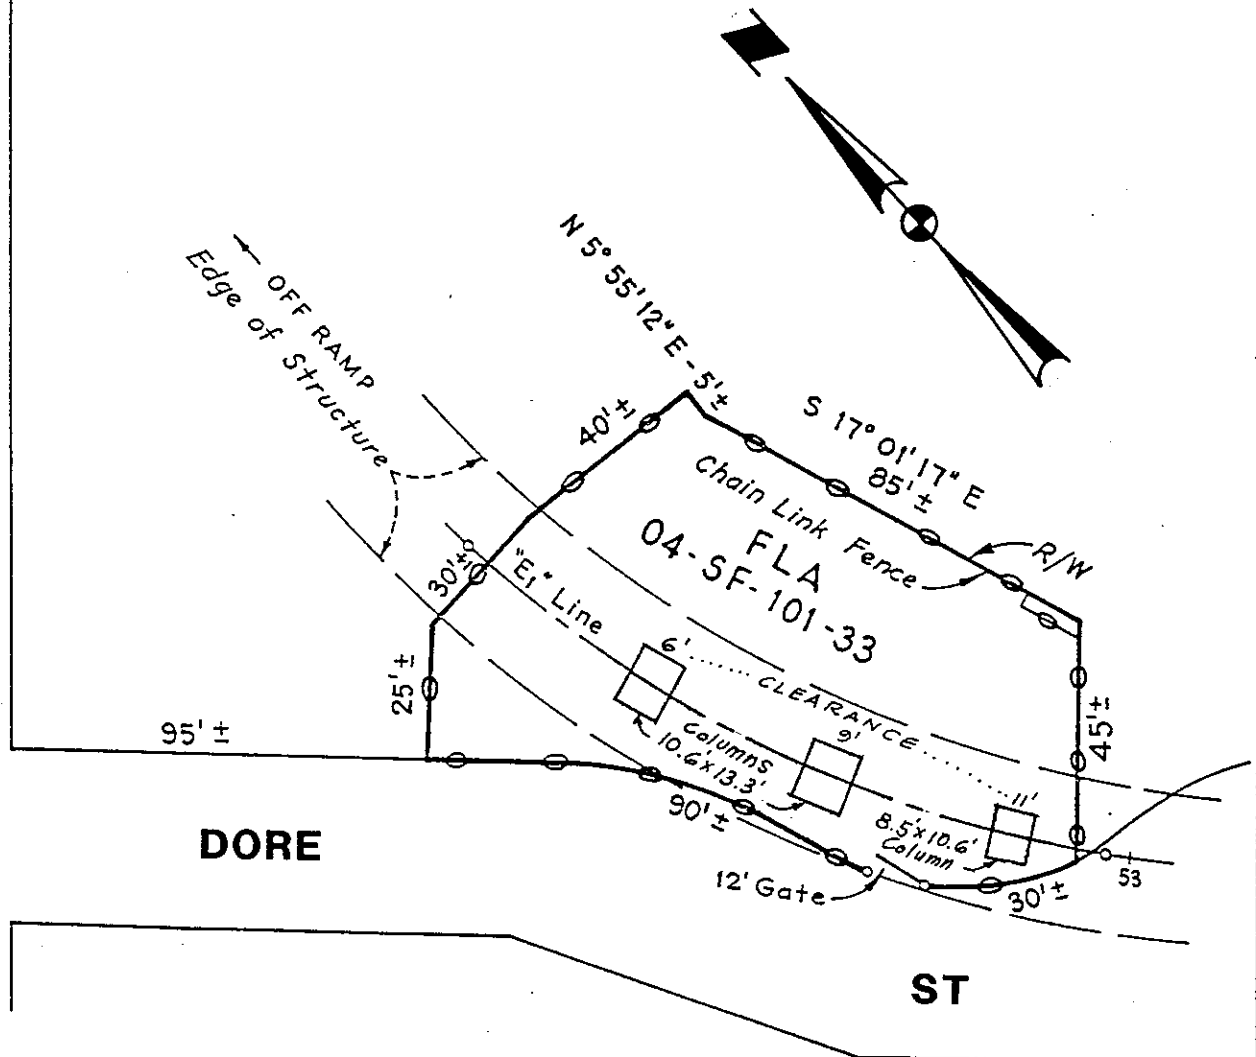 N 5° 55' 12" E - 5'±
OFF RAMP
Edge of Structure
40'±
S 17° 01' 17" E
85'±
Chain Link Fence
FLA
04-SF-101-33
R/W
30'±
"E₁" Line
25'±
6'
CLEARANCE
9'
11'
45'±
95'±
Columns
10.6'x13.3'
90'±
8.5'x10.6'
Column
53
DORE
12' Gate
30'±
ST